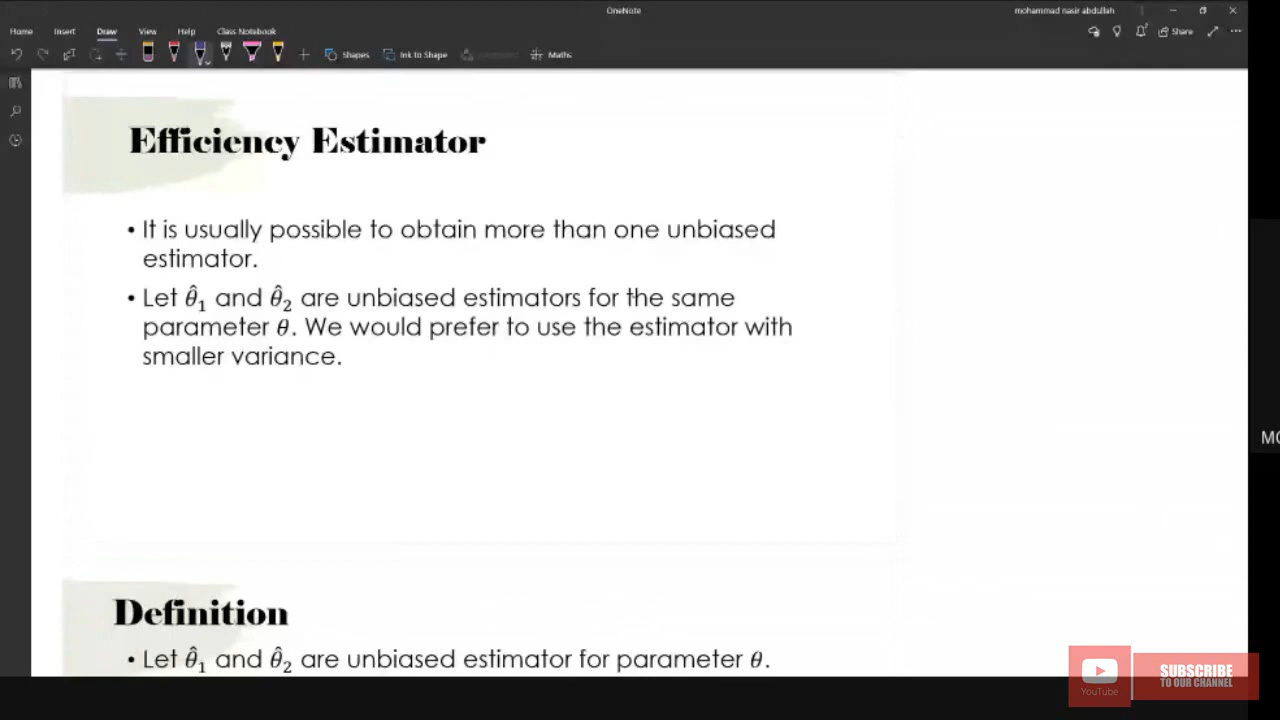 OneNote
mohammad nasir abdullah
Home Insert Draw View Help Class Notebook
Share
Shapes Ink to Shape Maths
Efficiency Estimator
• It is usually possible to obtain more than one unbiased
estimator.
• Let θ̂₁ and θ̂₂ are unbiased estimators for the same
parameter θ. We would prefer to use the estimator with
smaller variance.
MO
Definition
• Let θ̂₁ and θ̂₂ are unbiased estimator for parameter θ.
YouTube
SUBSCRIBE
TO OUR CHANNEL